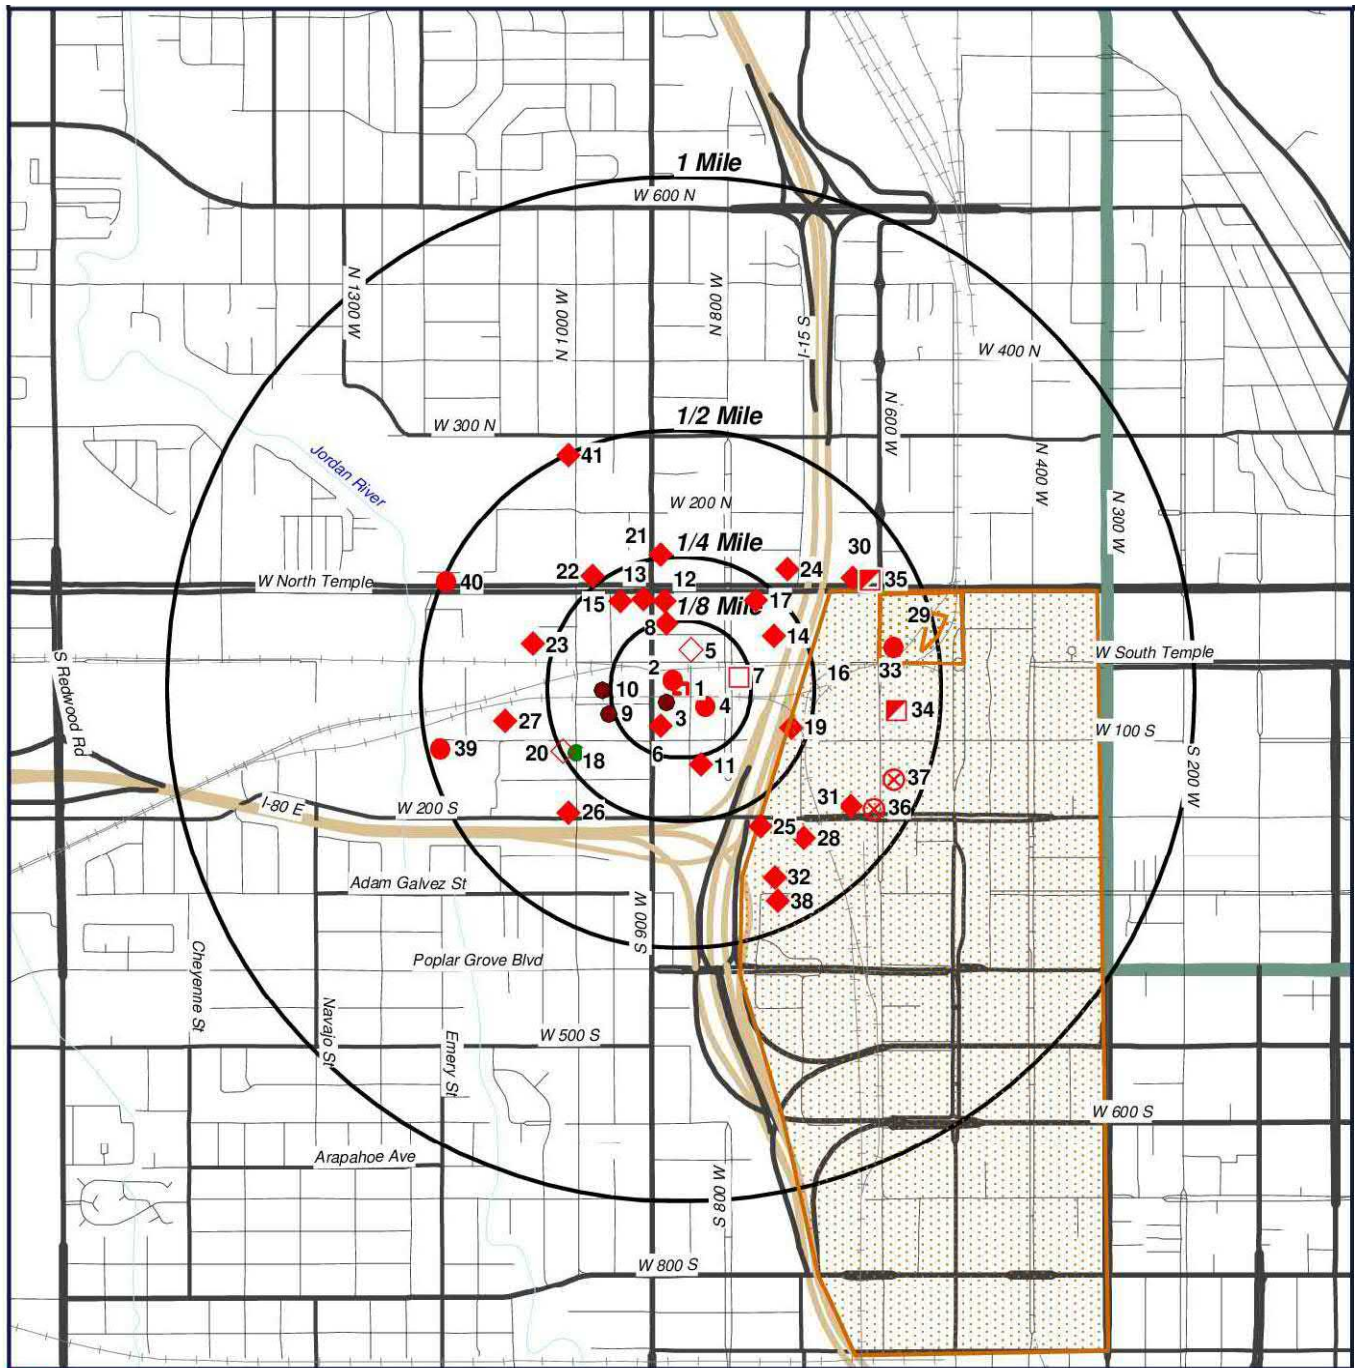 1 Mile
W 600 N
N 1300 W
N 1000 W
N 800 W
I-15 S
W 400 N
N 600 W
W 300 N
1/2 Mile
41
Jordan River
N 400 W
N 300 W
W 200 N
21
1/4 Mile
30
22
13
12
24
35
W North Temple
40
15
1/8 Mile
17
29
8
14
23
5
W South Temple
S Redwood Rd
2
16
33
10
1
7
9
4
34
27
3
19
W 100 S
39
20
18
6
11
37
S 200 W
I-80 E
W 200 S
26
31
36
25
28
Adam Galvez St
32
38
S 900 W
Cheyenne St
Poplar Grove Blvd
Navajo St
Emery St
W 500 S
W 600 S
Arapahoe Ave
S 800 W
W 800 S